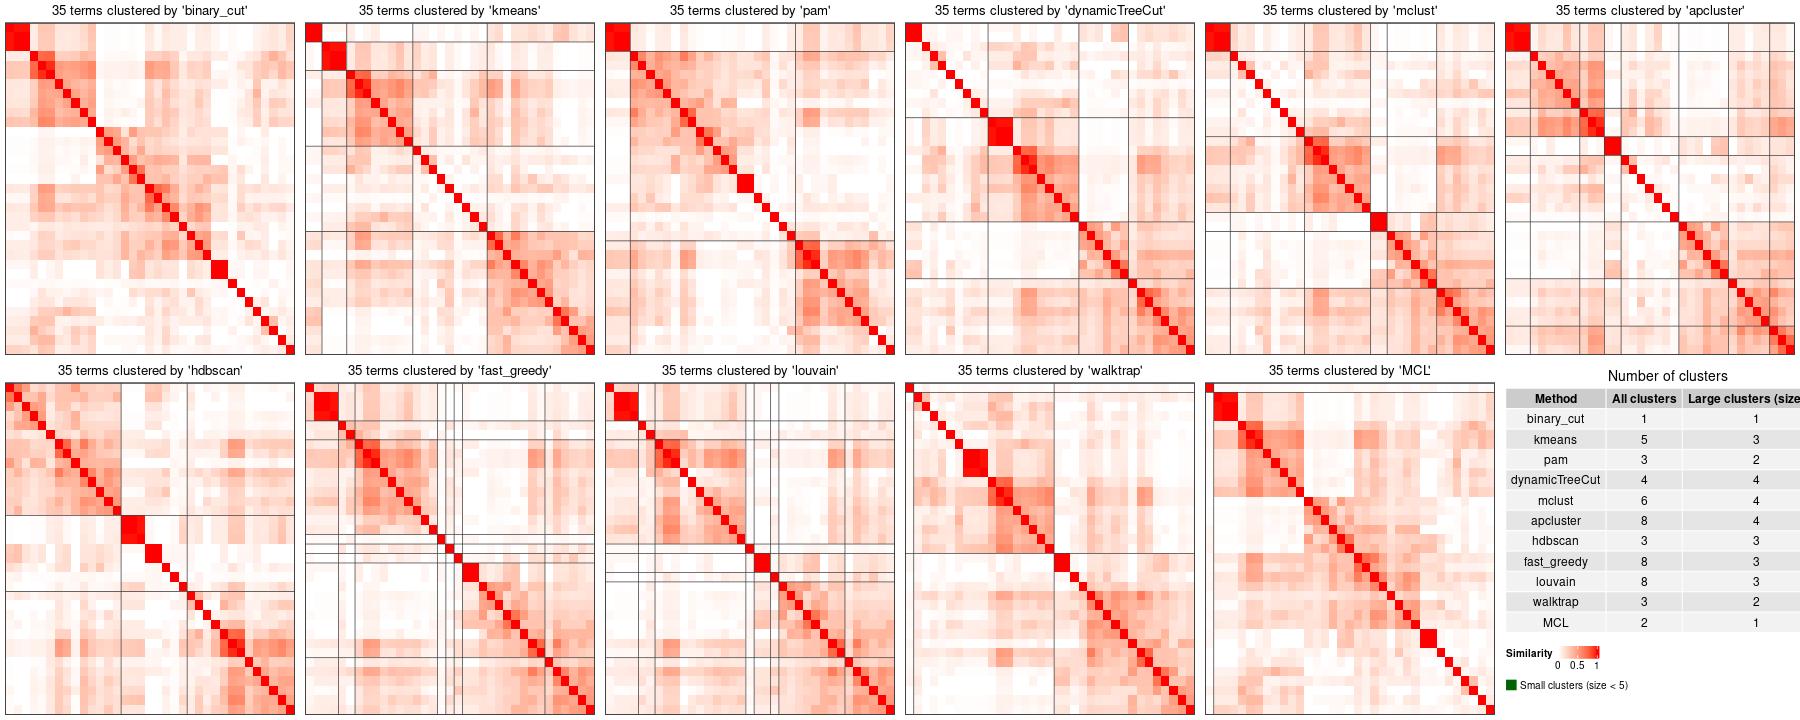 35 terms clustered by 'binary_cut'
35 terms clustered by 'kmeans'
35 terms clustered by 'pam'
35 terms clustered by 'dynamicTreeCut'
35 terms clustered by 'mclust'
35 terms clustered by 'apcluster'
35 terms clustered by 'hdbscan'
35 terms clustered by 'fast_greedy'
35 terms clustered by 'louvain'
35 terms clustered by 'walktrap'
35 terms clustered by 'MCL'
Number of clusters
Method All clusters Large clusters (size
binary_cut 1 1
kmeans 5 3
pam 3 2
dynamicTreeCut 4 4
mclust 6 4
apcluster 8 4
hdbscan 3 3
fast_greedy 8 3
louvain 8 3
walktrap 3 2
MCL 2 1
Similarity
0 0.5 1
Small clusters (size < 5)